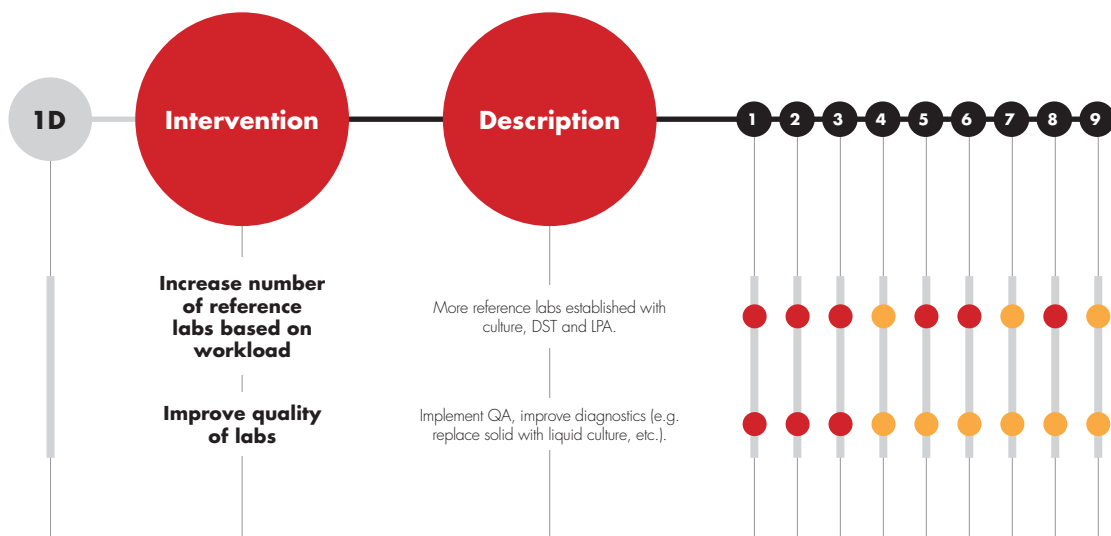 1D
Intervention
Description
1 2 3 4 5 6 7 8 9
Increase number
of reference
labs based on
workload
More reference labs established with
culture, DST and LPA.
Improve quality
of labs
Implement QA, improve diagnostics (e.g.
replace solid with liquid culture, etc.).